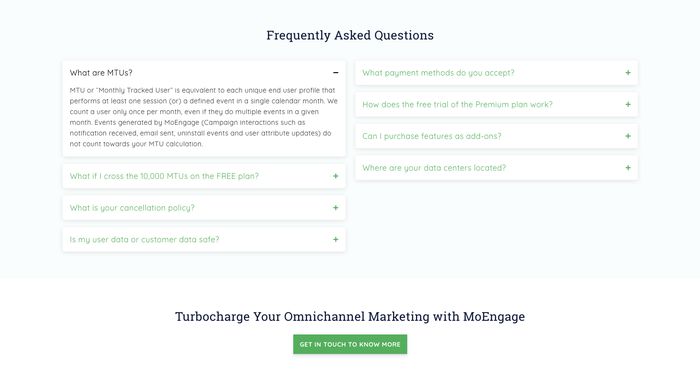 Frequently Asked Questions
What are MTUs?
MTU or "Monthly Tracked User" is equivalent to each unique end user profile that
performs at least one session (or) a defined event in a single calendar month. We
count a user only once per month, even if they do multiple events in a given
month. Events generated by MoEngage (Campaign interactions such as
notification received, email sent, uninstall events and user attribute updates) do
not count towards your MTU calculation.
What if I cross the 10,000 MTUs on the FREE plan?
What is your cancellation policy?
Is my user data or customer data safe?
What payment methods do you accept?
How does the free trial of the Premium plan work?
Can I purchase features as add-ons?
Where are your data centers located?
Turbocharge Your Omnichannel Marketing with MoEngage
GET IN TOUCH TO KNOW MORE